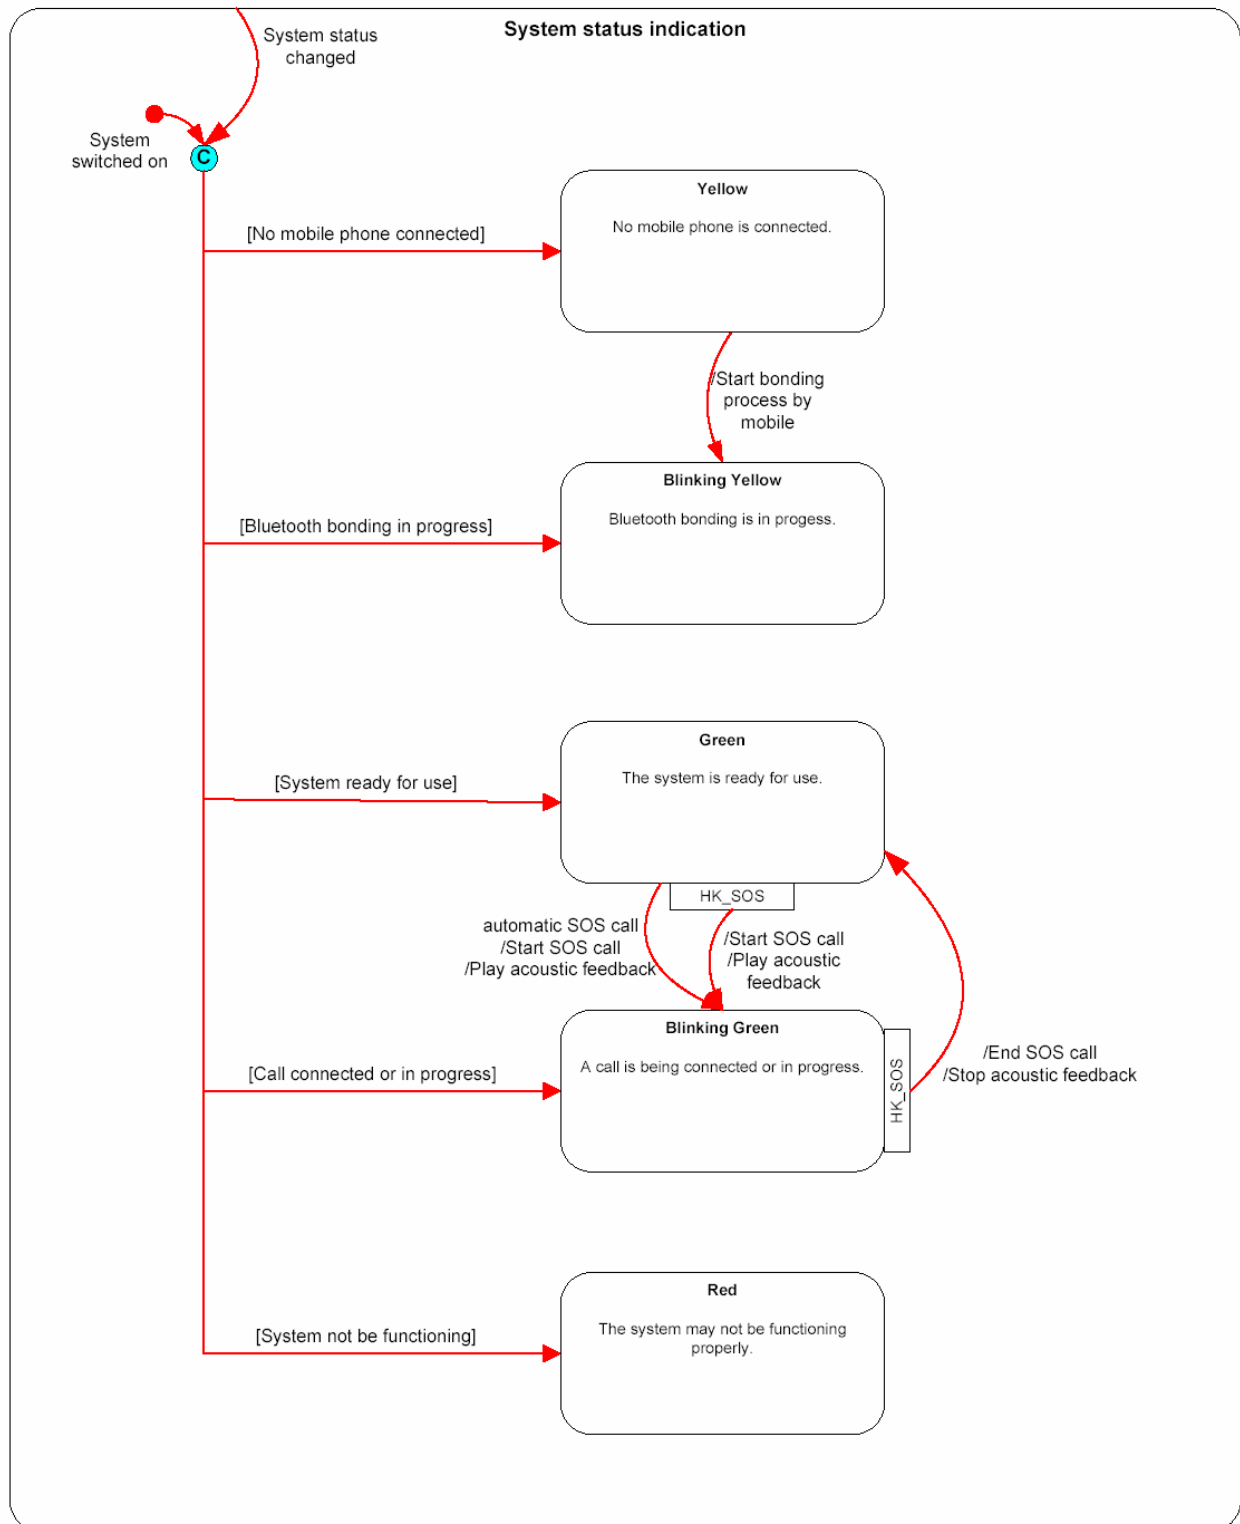 System status indication
System status
changed
System
switched on
C
Yellow
No mobile phone is connected.
[No mobile phone connected]
/Start bonding
process by
mobile
Blinking Yellow
Bluetooth bonding is in progess.
[Bluetooth bonding in progress]
Green
The system is ready for use.
[System ready for use]
HK_SOS
automatic SOS call
/Start SOS call
/Play acoustic feedback
/Start SOS call
/Play acoustic
feedback
Blinking Green
A call is being connected or in progress.
[Call connected or in progress]
HK_SOS
/End SOS call
/Stop acoustic feedback
Red
The system may not be functioning
properly.
[System not be functioning]